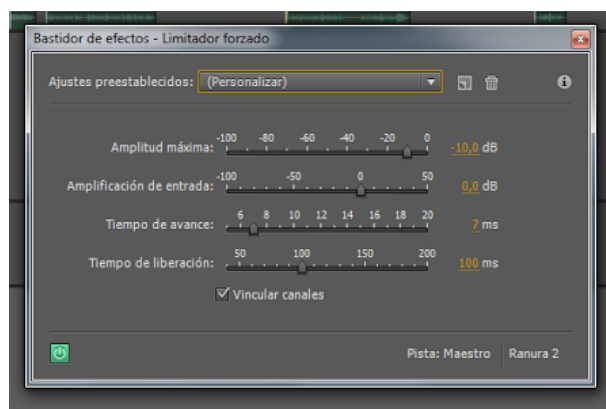 Bastidor de efectos - Limitador forzado
Ajustes preestablecidos: (Personalizar)
Amplitud máxima: -100 -80 -60 -40 -20 0 -10,0 dB
Amplificación de entrada: -100 -50 0 50 0,0 dB
Tiempo de avance: 6 8 10 12 14 16 18 20 7 ms
Tiempo de liberación: 50 100 150 200 100 ms
Vincular canales
Pista: Maestro Ranura 2